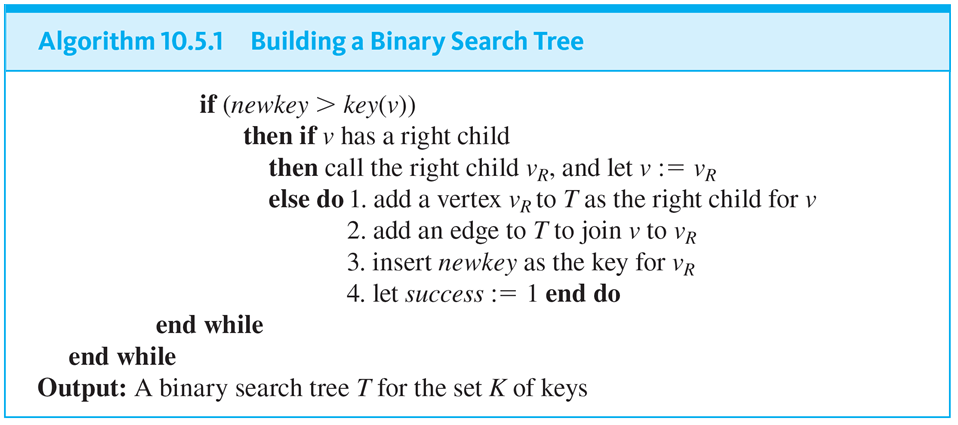 Algorithm 10.5.1 Building a Binary Search Tree
if (newkey > key(v))
then if v has a right child
then call the right child v_R, and let v := v_R
else do 1. add a vertex v_R to T as the right child for v
2. add an edge to T to join v to v_R
3. insert newkey as the key for v_R
4. let success := 1 end do
end while
end while
Output: A binary search tree T for the set K of keys